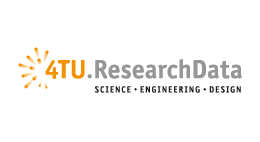 4TU.ResearchData
SCIENCE • ENGINEERING • DESIGN